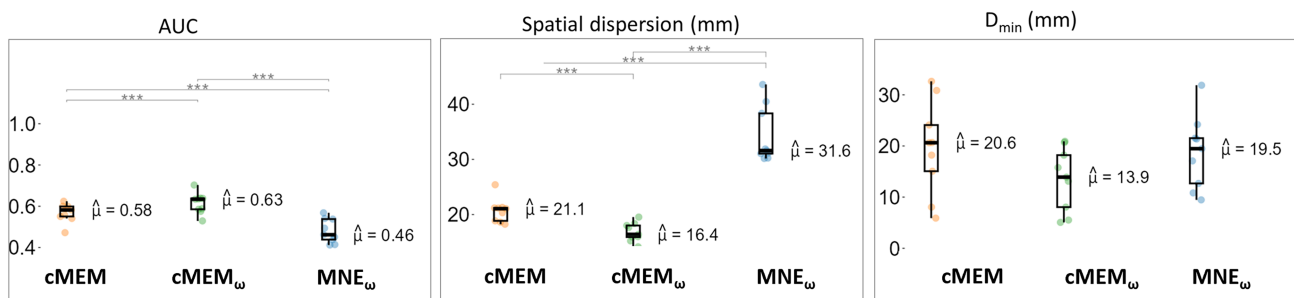 AUC
***
***
***
1.0
0.8
0.6
0.4
μ̂ = 0.58
μ̂ = 0.63
μ̂ = 0.46
cMEM
cMEMω
MNEω
Spatial dispersion (mm)
***
***
***
40
30
20
μ̂ = 21.1
μ̂ = 16.4
μ̂ = 31.6
cMEM
cMEMω
MNEω
Dmin (mm)
30
20
10
0
μ̂ = 20.6
μ̂ = 13.9
μ̂ = 19.5
cMEM
cMEMω
MNEω